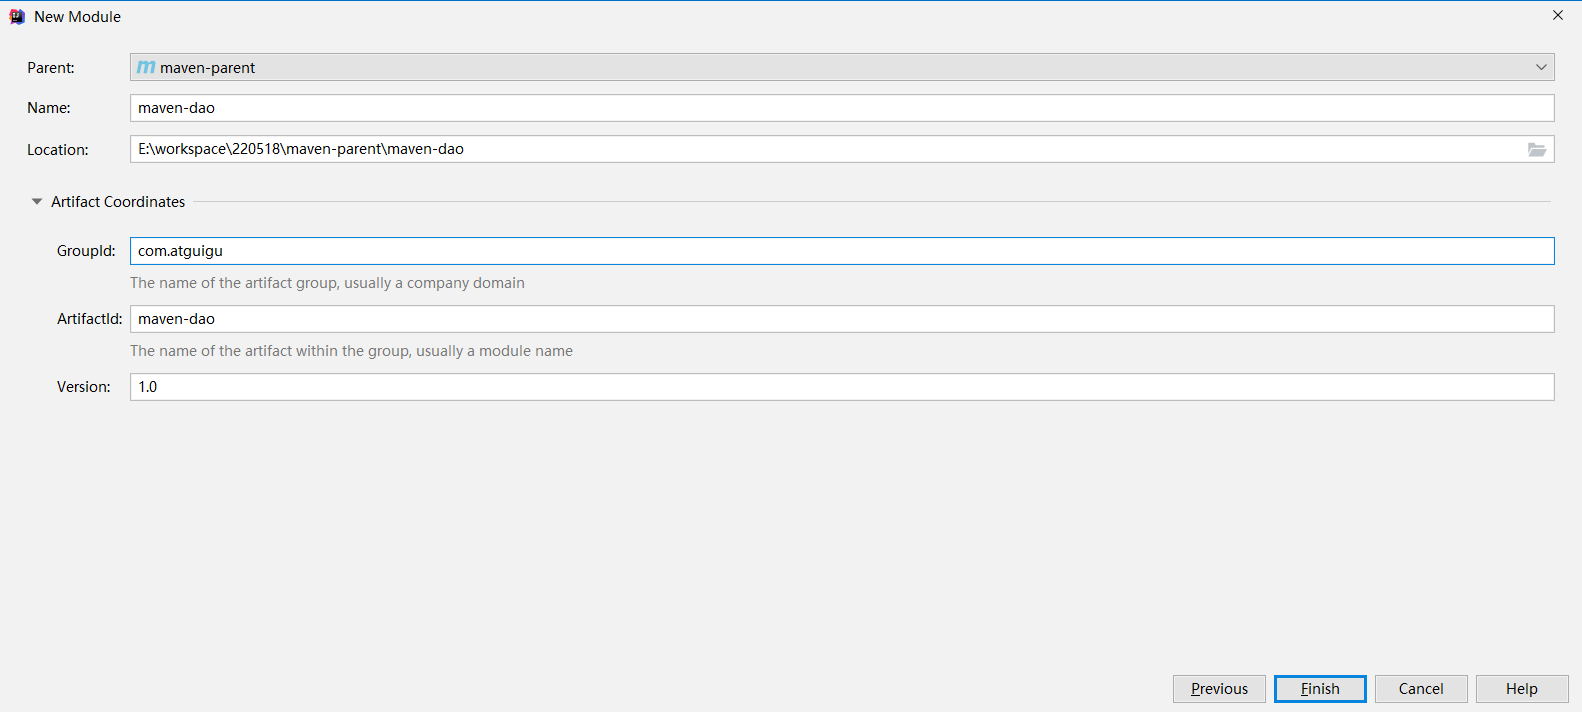 New Module
Parent: maven-parent
Name: maven-dao
Location: E:\workspace\220518\maven-parent\maven-dao
Artifact Coordinates
GroupId: com.atguigu
The name of the artifact group, usually a company domain
ArtifactId: maven-dao
The name of the artifact within the group, usually a module name
Version: 1.0
Previous Finish Cancel Help